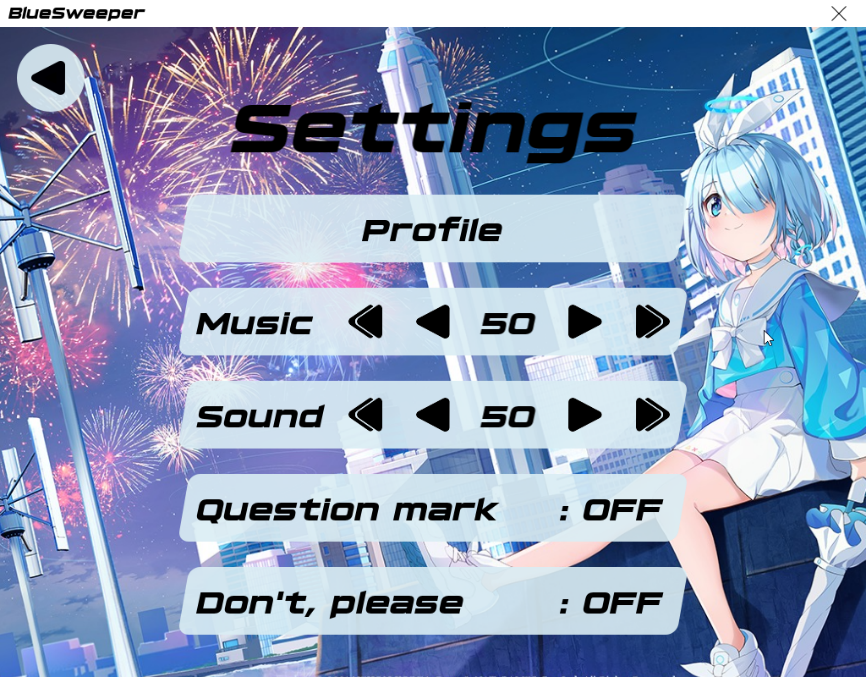 BlueSweeper
Settings
Profile
Music 50
Sound 50
Question mark : OFF
Don't, please : OFF